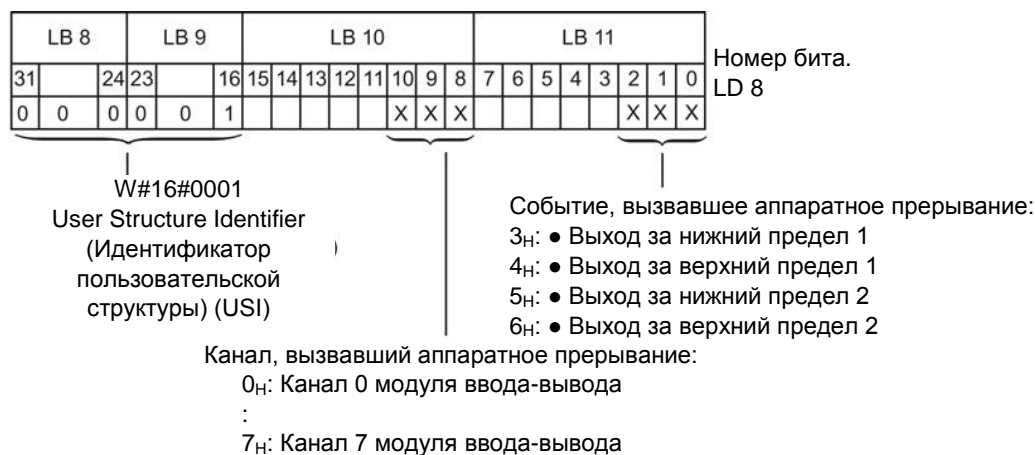 LB 8 LB 9 LB 10 LB 11
Номер бита.
31 24 23 16 15 14 13 12 11 10 9 8 7 6 5 4 3 2 1 0
LD 8
0 0 0 0 0 1 X X X X X X
W#16#0001
User Structure Identifier
(Идентификатор )
пользовательской
структуры) (USI)
Событие, вызвавшее аппаратное прерывание:
3H: ● Выход за нижний предел 1
4H: ● Выход за верхний предел 1
5H: ● Выход за нижний предел 2
6H: ● Выход за верхний предел 2
Канал, вызвавший аппаратное прерывание:
0H: Канал 0 модуля ввода-вывода
:
7H: Канал 7 модуля ввода-вывода